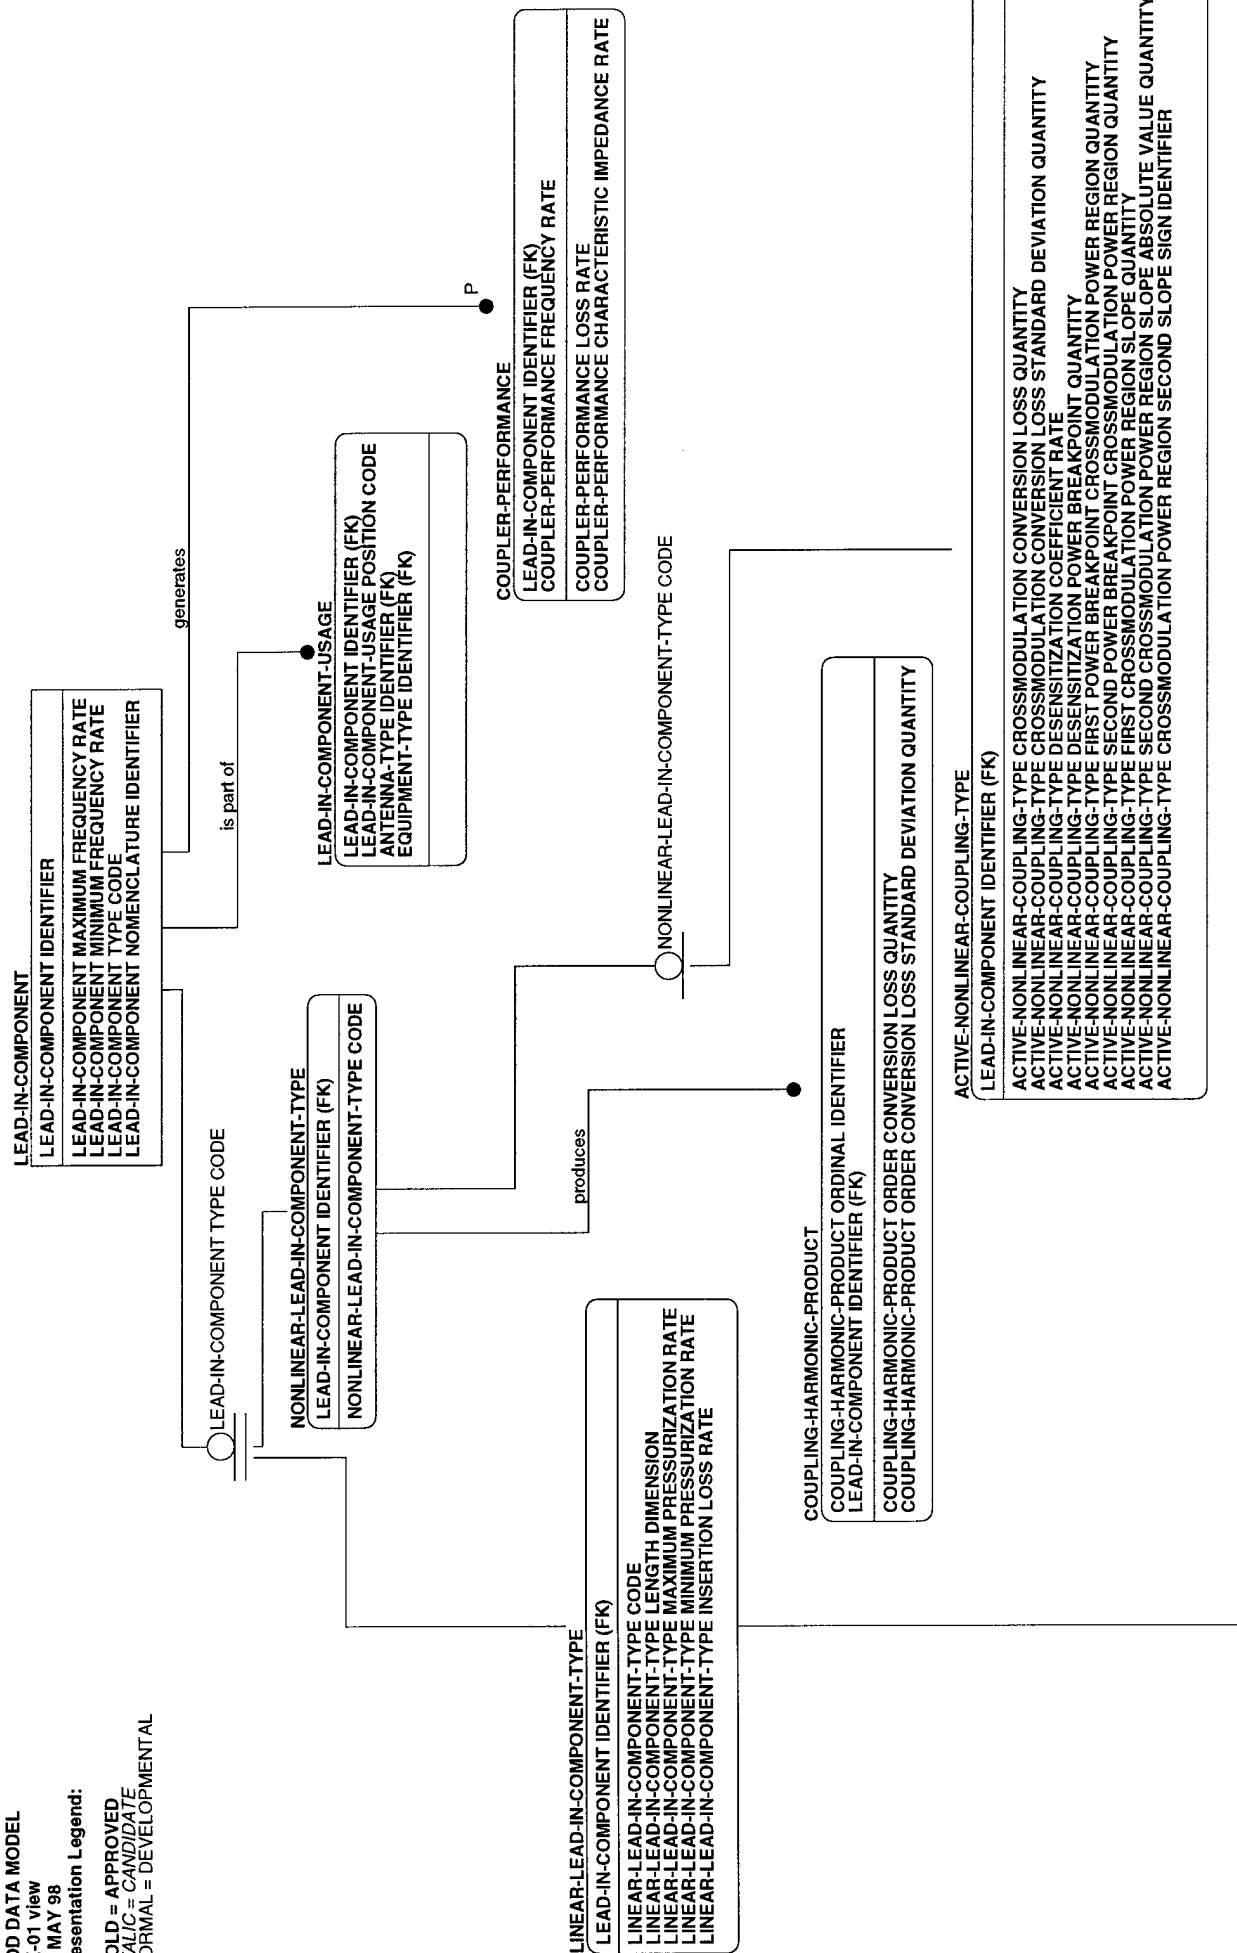 OD DATA MODEL
-01 view
MAY 98
esentation Legend:
OLD = APPROVED
TALIC = CANDIDATE
ORMAL = DEVELOPMENTAL
LEAD-IN-COMPONENT
LEAD-IN-COMPONENT IDENTIFIER
LEAD-IN-COMPONENT MAXIMUM FREQUENCY RATE
LEAD-IN-COMPONENT MINIMUM FREQUENCY RATE
LEAD-IN-COMPONENT TYPE CODE
LEAD-IN-COMPONENT NOMENCLATURE IDENTIFIER
generates
is part of
LEAD-IN-COMPONENT TYPE CODE
NONLINEAR-LEAD-IN-COMPONENT-TYPE
LEAD-IN-COMPONENT IDENTIFIER (FK)
NONLINEAR-LEAD-IN-COMPONENT-TYPE CODE
LEAD-IN-COMPONENT-USAGE
LEAD-IN-COMPONENT IDENTIFIER (FK)
LEAD-IN-COMPONENT-USAGE POSITION CODE
ANTENNA-TYPE IDENTIFIER (FK)
EQUIPMENT-TYPE IDENTIFIER (FK)
P
COUPLER-PERFORMANCE
LEAD-IN-COMPONENT IDENTIFIER (FK)
COUPLER-PERFORMANCE FREQUENCY RATE
COUPLER-PERFORMANCE LOSS RATE
COUPLER-PERFORMANCE CHARACTERISTIC IMPEDANCE RATE
LINEAR-LEAD-IN-COMPONENT-TYPE
LEAD-IN-COMPONENT IDENTIFIER (FK)
LINEAR-LEAD-IN-COMPONENT-TYPE CODE
LINEAR-LEAD-IN-COMPONENT-TYPE LENGTH DIMENSION
LINEAR-LEAD-IN-COMPONENT-TYPE MAXIMUM PRESSURIZATION RATE
LINEAR-LEAD-IN-COMPONENT-TYPE MINIMUM PRESSURIZATION RATE
LINEAR-LEAD-IN-COMPONENT-TYPE INSERTION LOSS RATE
produces
NONLINEAR-LEAD-IN-COMPONENT-TYPE CODE
COUPLING-HARMONIC-PRODUCT
COUPLING-HARMONIC-PRODUCT ORDINAL IDENTIFIER
LEAD-IN-COMPONENT IDENTIFIER (FK)
COUPLING-HARMONIC-PRODUCT ORDER CONVERSION LOSS QUANTITY
COUPLING-HARMONIC-PRODUCT ORDER CONVERSION LOSS STANDARD DEVIATION QUANTITY
ACTIVE-NONLINEAR-COUPLING-TYPE
LEAD-IN-COMPONENT IDENTIFIER (FK)
ACTIVE-NONLINEAR-COUPLING-TYPE CROSSMODULATION CONVERSION LOSS QUANTITY
ACTIVE-NONLINEAR-COUPLING-TYPE CROSSMODULATION CONVERSION LOSS STANDARD DEVIATION QUANTITY
ACTIVE-NONLINEAR-COUPLING-TYPE DESENSITIZATION COEFFICIENT RATE
ACTIVE-NONLINEAR-COUPLING-TYPE DESENSITIZATION POWER BREAKPOINT QUANTITY
ACTIVE-NONLINEAR-COUPLING-TYPE FIRST POWER BREAKPOINT CROSSMODULATION POWER REGION QUANTITY
ACTIVE-NONLINEAR-COUPLING-TYPE SECOND POWER BREAKPOINT CROSSMODULATION POWER REGION QUANTITY
ACTIVE-NONLINEAR-COUPLING-TYPE FIRST CROSSMODULATION POWER REGION SLOPE QUANTITY
ACTIVE-NONLINEAR-COUPLING-TYPE SECOND CROSSMODULATION POWER REGION SLOPE ABSOLUTE VALUE QUANTITY
ACTIVE-NONLINEAR-COUPLING-TYPE CROSSMODULATION POWER REGION SECOND SLOPE SIGN IDENTIFIER